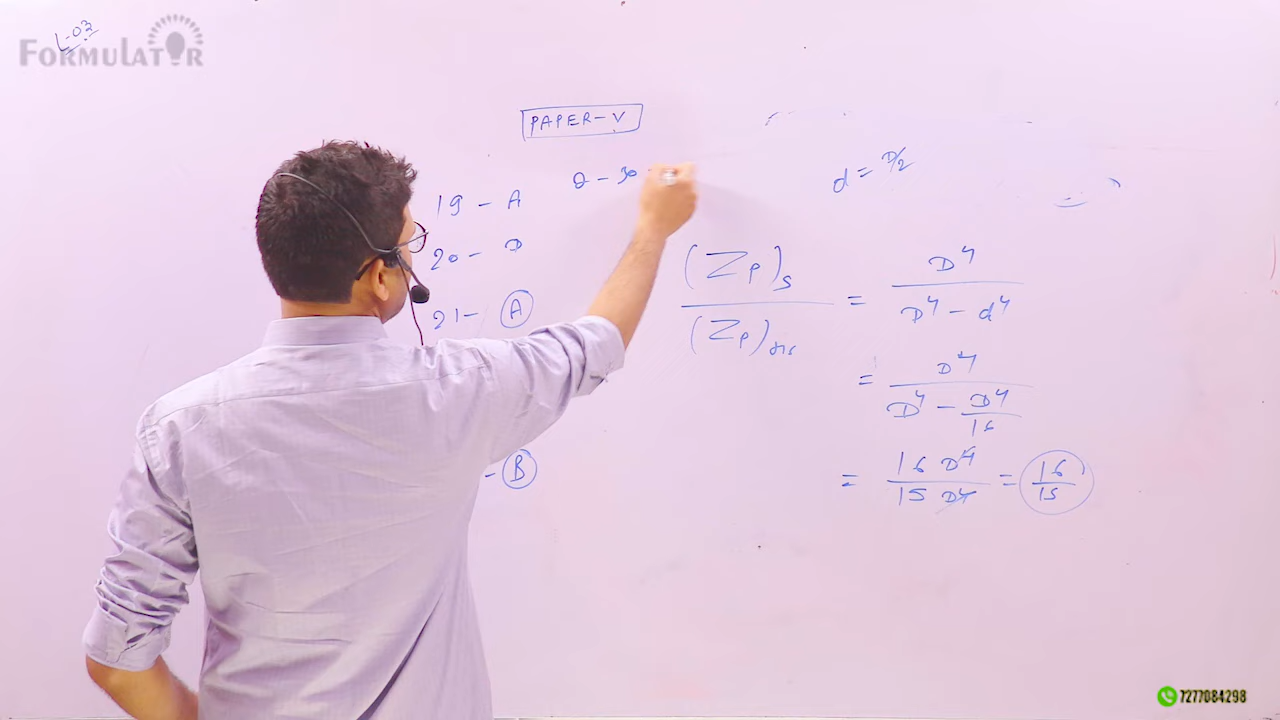 L-03
FORMULATOR
PAPER-V
19 - A
20 - D
21- A
- B
Q - 30
d = D/2
(Zp)s / (Zp)
= D⁴ / D⁴ - d⁴
= D⁴ / D⁴ - D⁴/16
= 16 D⁴ / 15 D⁴ = 16/15
7277084298